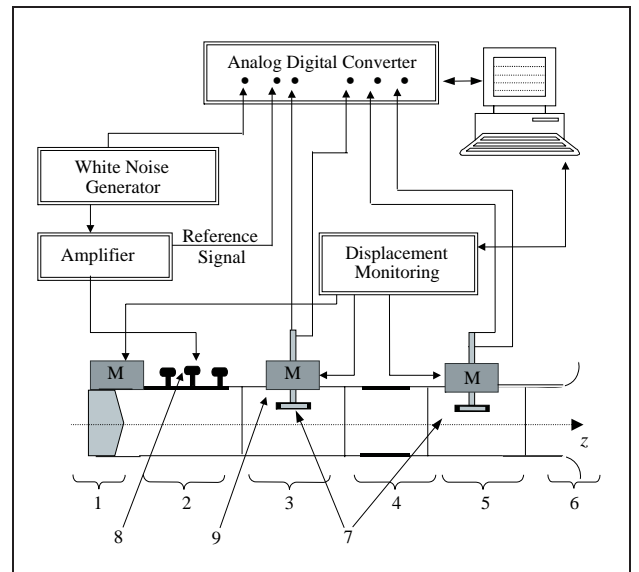 Analog Digital Converter
White Noise
Generator
Amplifier
Reference
Signal
Displacement
Monitoring
M
M
M
z
1
2
3
4
5
6
8
9
7